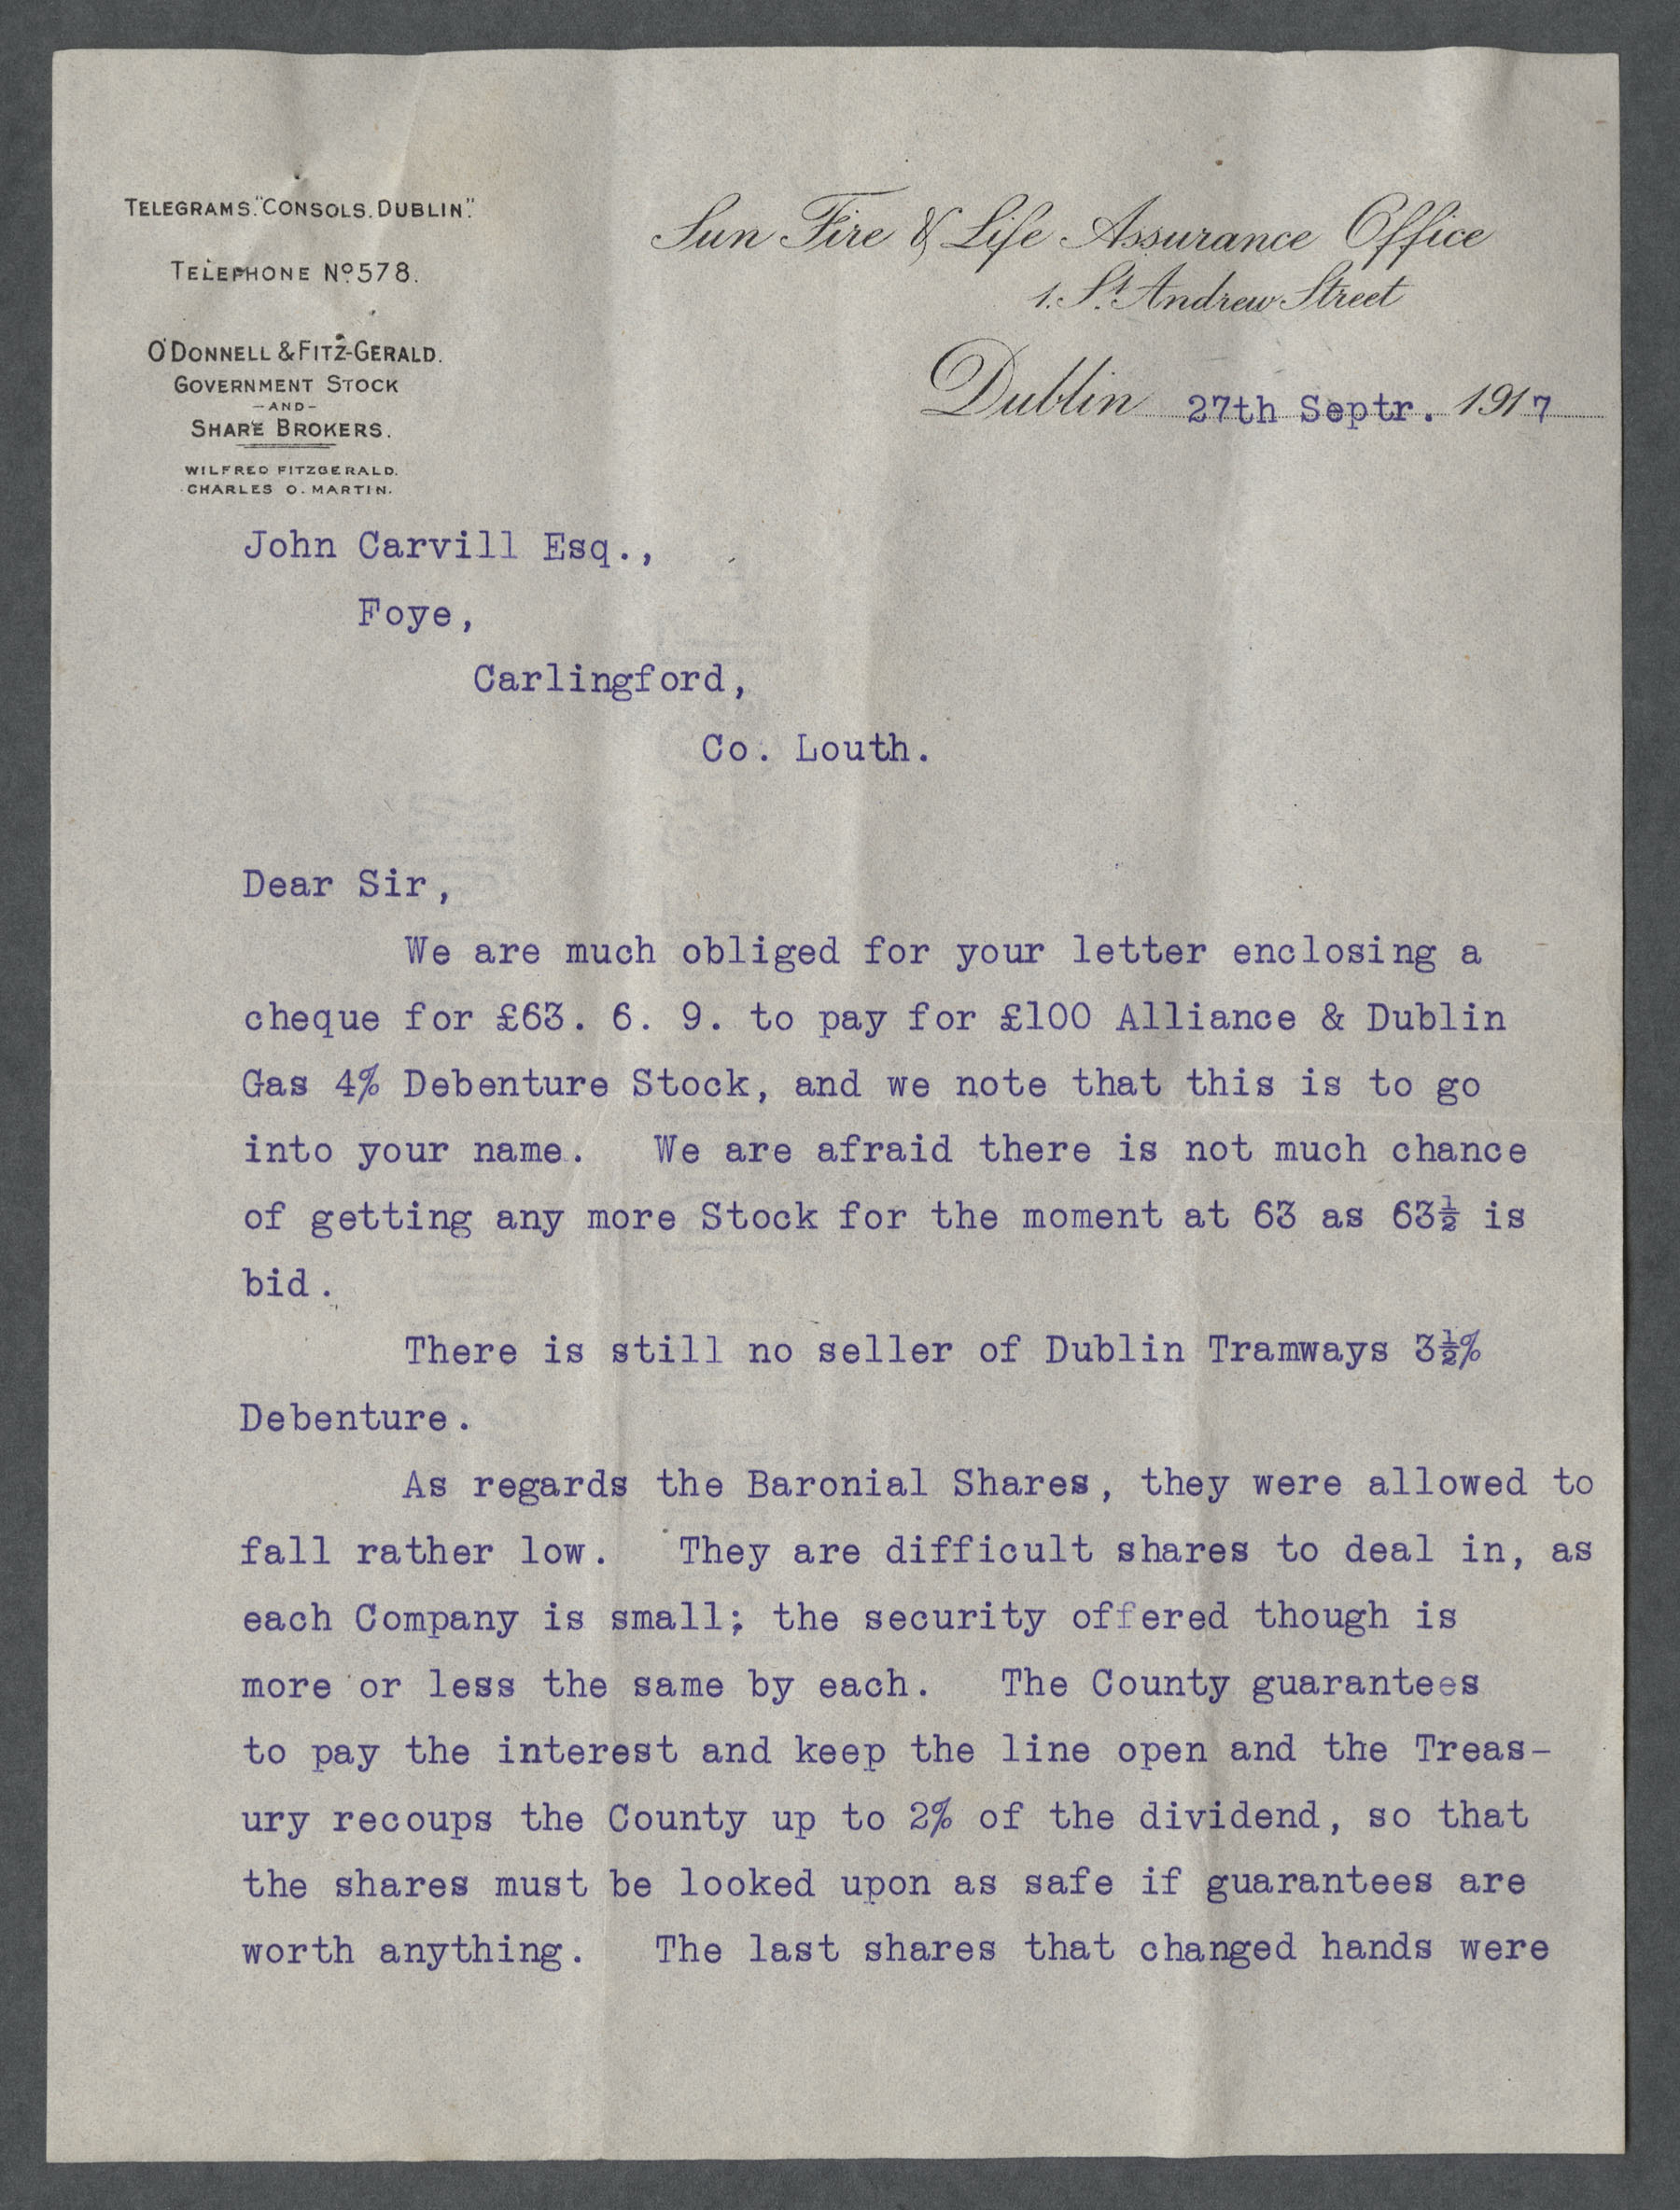 TELEGRAMS."CONSOLS.DUBLIN".
TELEPHONE No.578.
O'DONNELL & FITZ-GERALD.
GOVERNMENT STOCK
-AND-
SHARE BROKERS.
WILFRED FITZGERALD.
CHARLES O. MARTIN.
Sun Fire & Life Assurance Office
1. St. Andrew Street
Dublin 27th Septr. 1917
John Carvill Esq.,
Foye,
Carlingford,
Co. Louth.
Dear Sir,
We are much obliged for your letter enclosing a
cheque for £63. 6. 9. to pay for £100 Alliance & Dublin
Gas 4% Debenture Stock, and we note that this is to go
into your name. We are afraid there is not much chance
of getting any more Stock for the moment at 63 as 63½ is
bid.
There is still no seller of Dublin Tramways 3½%
Debenture.
As regards the Baronial Shares, they were allowed to
fall rather low. They are difficult shares to deal in, as
each Company is small; the security offered though is
more or less the same by each. The County guarantees
to pay the interest and keep the line open and the Treas-
ury recoups the County up to 2% of the dividend, so that
the shares must be looked upon as safe if guarantees are
worth anything. The last shares that changed hands were